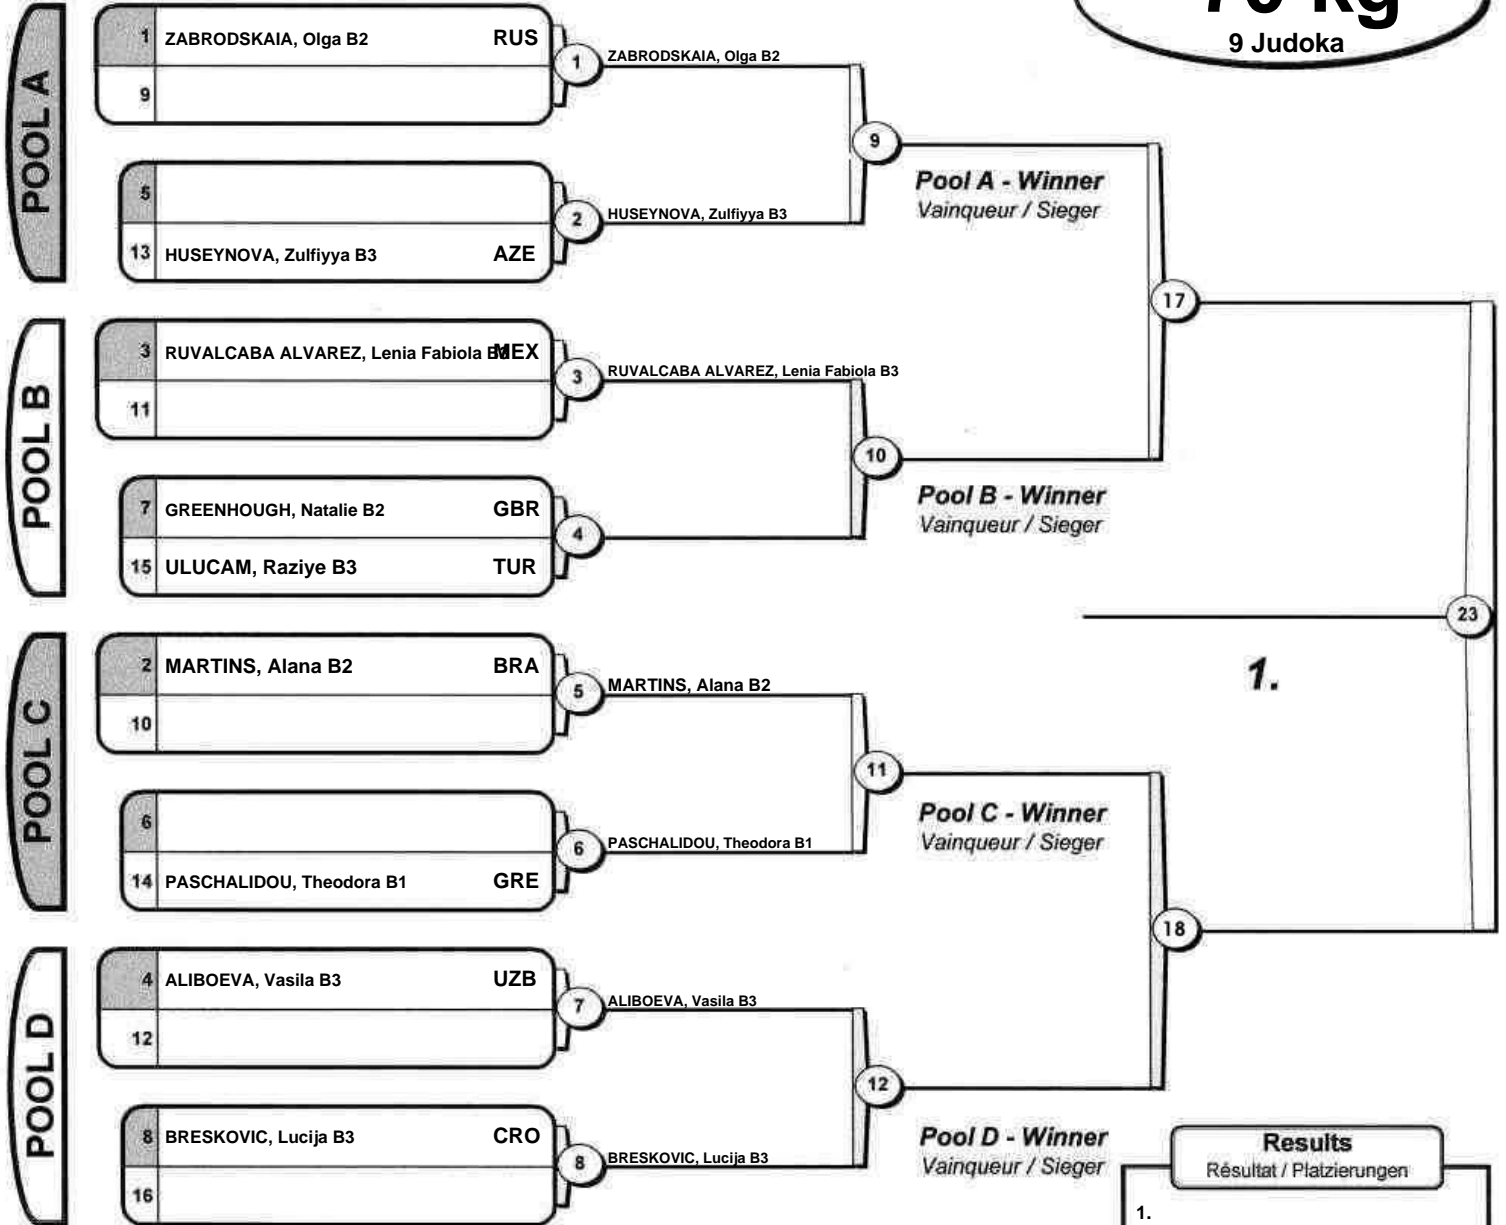 70 kg
9 Judoka
POOL A
1 ZABRODSKAIA, Olga B2 RUS
9
1
ZABRODSKAIA, Olga B2
5
13 HUSEYNOVA, Zulfiyya B3 AZE
2
HUSEYNOVA, Zulfiyya B3
9
Pool A - Winner
Vainqueur / Sieger
17
POOL B
3 RUVALCABA ALVAREZ, Lenia Fabiola B3 MEX
11
3
RUVALCABA ALVAREZ, Lenia Fabiola B3
7 GREENHOUGH, Natalie B2 GBR
15 ULUCAM, Raziye B3 TUR
4
10
Pool B - Winner
Vainqueur / Sieger
23
1.
POOL C
2 MARTINS, Alana B2 BRA
10
5
MARTINS, Alana B2
6
14 PASCHALIDOU, Theodora B1 GRE
6
PASCHALIDOU, Theodora B1
11
Pool C - Winner
Vainqueur / Sieger
18
POOL D
4 ALIBOEVA, Vasila B3 UZB
12
7
ALIBOEVA, Vasila B3
8 BRESKOVIC, Lucija B3 CRO
16
8
BRESKOVIC, Lucija B3
12
Pool D - Winner
Vainqueur / Sieger
Results
Résultat / Platzierungen
1.